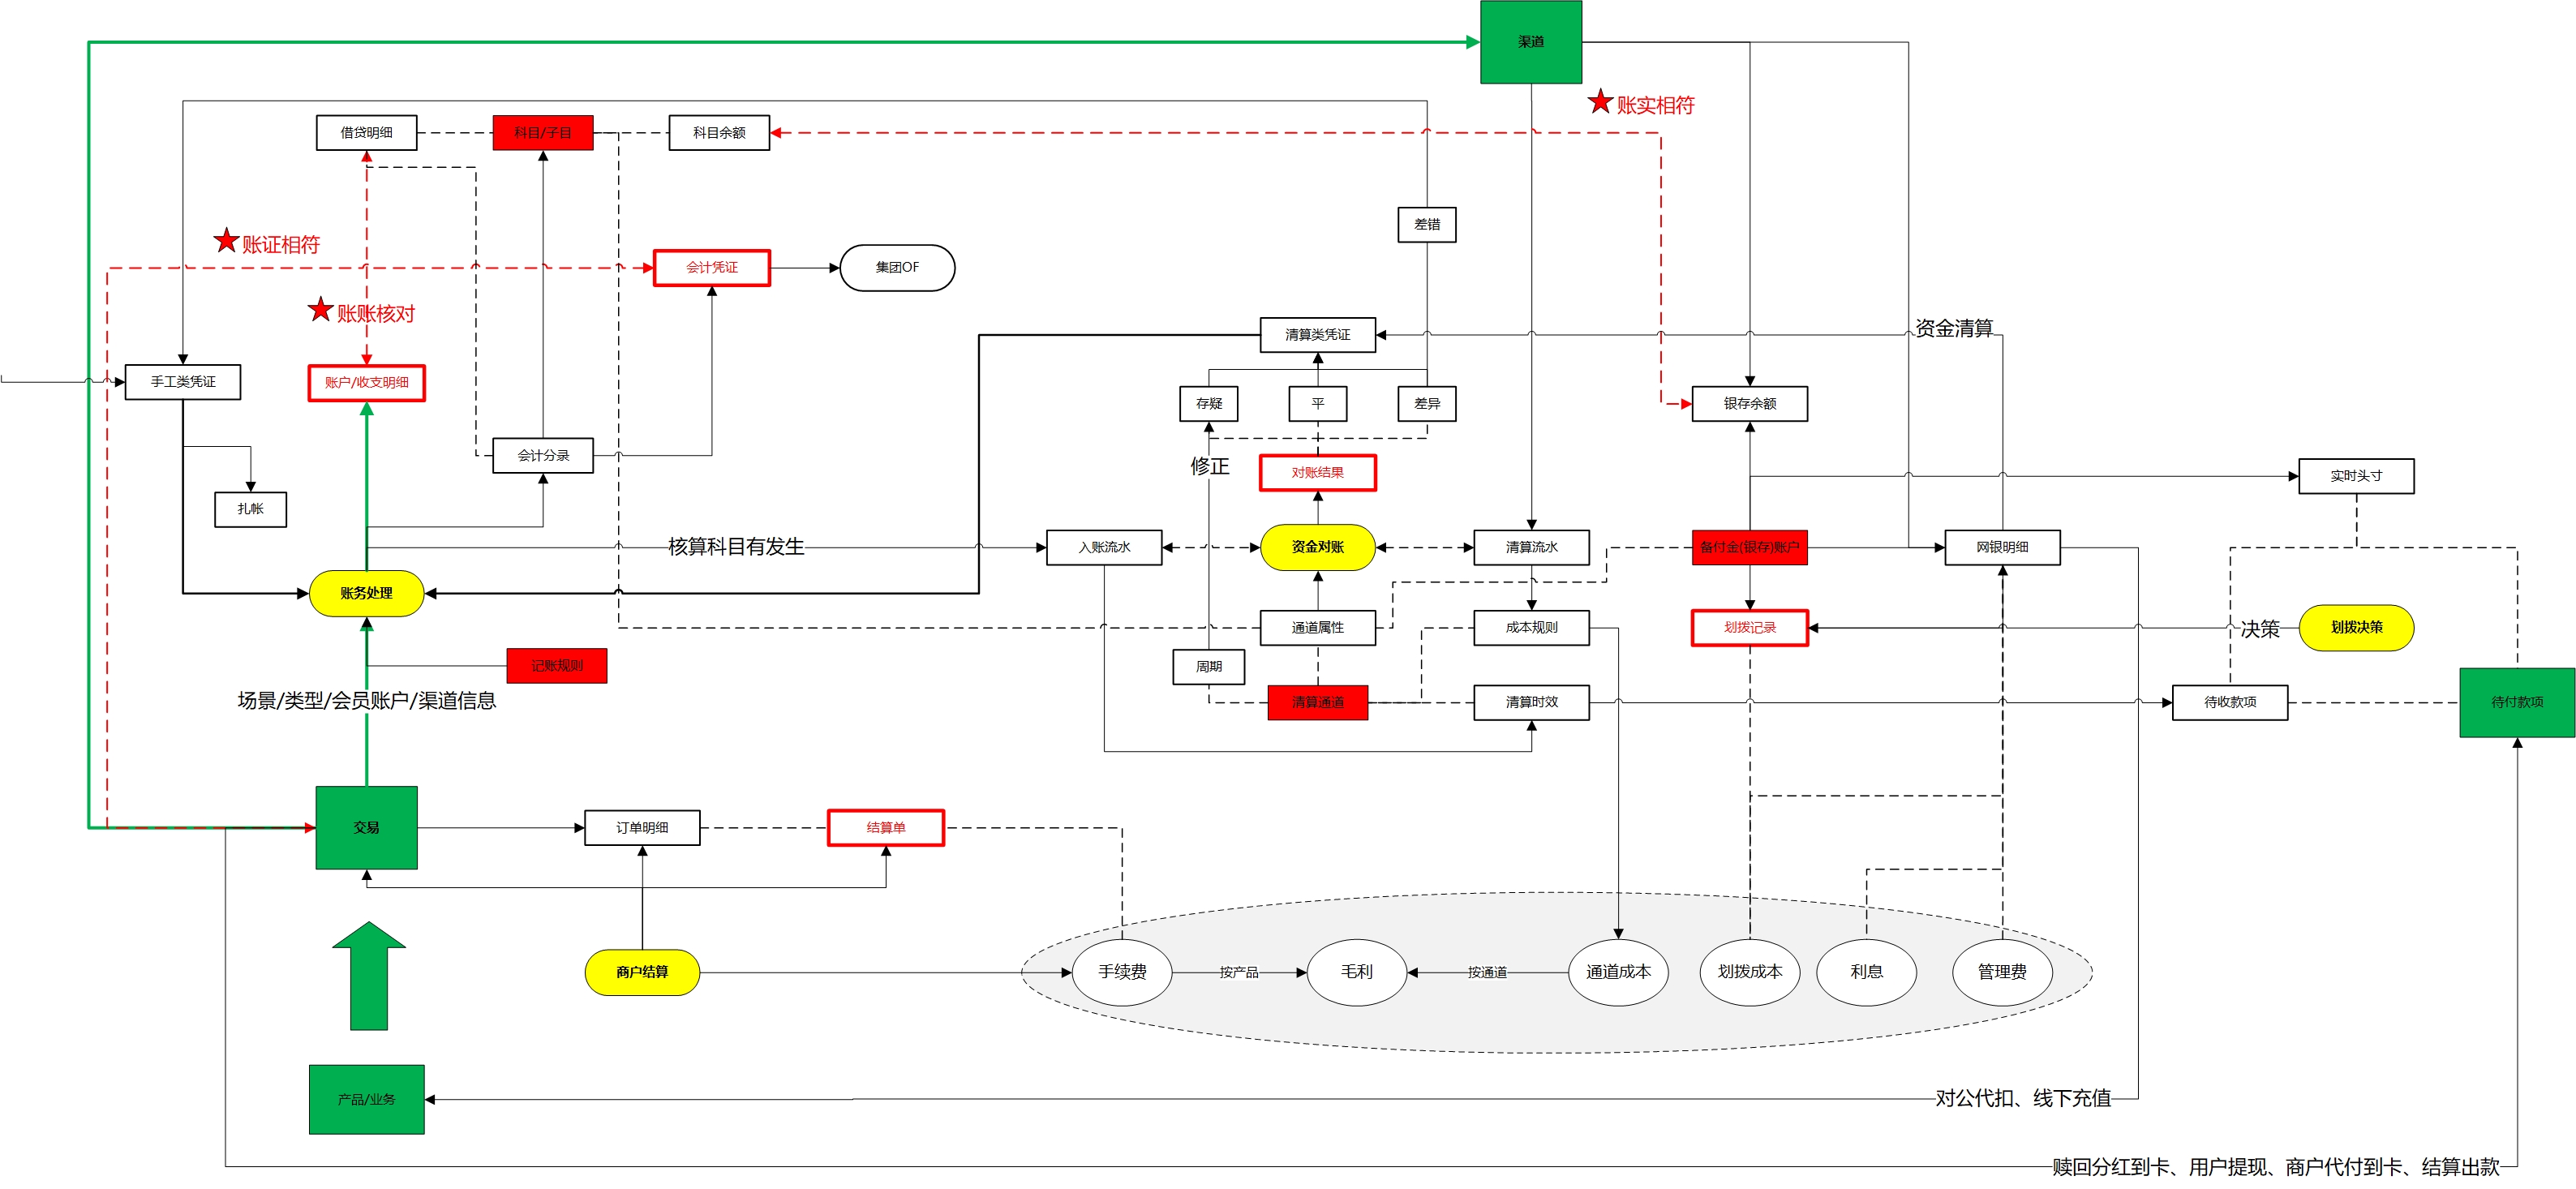 渠道
账实相符
借贷明细
科目/子目
科目余额
差错
账证相符
会计凭证
集团OF
账账核对
清算类凭证
资金清算
手工类凭证
账户/收支明细
存疑
平
差异
银存余额
会计分录
修正
对账结果
实时头寸
扎帐
核算科目有发生
入账流水
资金对账
清算流水
备付金(银存)账户
网银明细
账务处理
通道属性
成本规则
划拨记录
决策
划拨决策
记账规则
周期
场景/类型/会员账户/渠道信息
清算通道
清算时效
待收款项
待付款项
交易
订单明细
结算单
商户结算
手续费
按产品
毛利
按通道
通道成本
划拨成本
利息
管理费
产品/业务
对公代扣、线下充值
赎回分红到卡、用户提现、商户代付到卡、结算出款